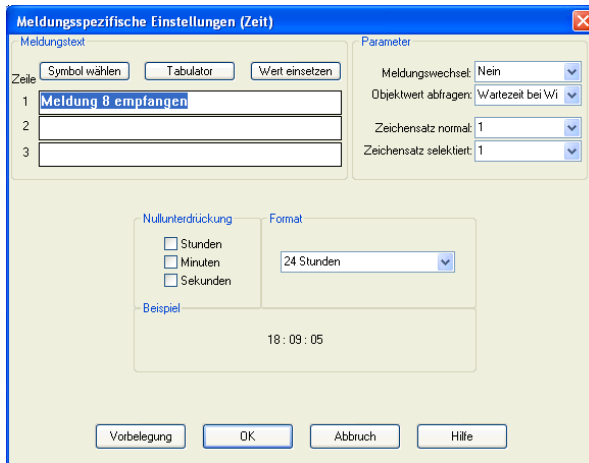 Meldungsspezifische Einstellungen (Zeit)
Meldungstext
Zeile Symbol wählen Tabulator Wert einsetzen
1 Meldung 8 empfangen
2
3
Parameter
Meldungswechsel: Nein
Objektwert abfragen: Wartezeit bei Wi
Zeichensatz normal: 1
Zeichensatz selektiert: 1
Nullunterdrückung
Stunden
Minuten
Sekunden
Format
24 Stunden
Beispiel
18 : 09 : 05
Vorbelegung OK Abbruch Hilfe